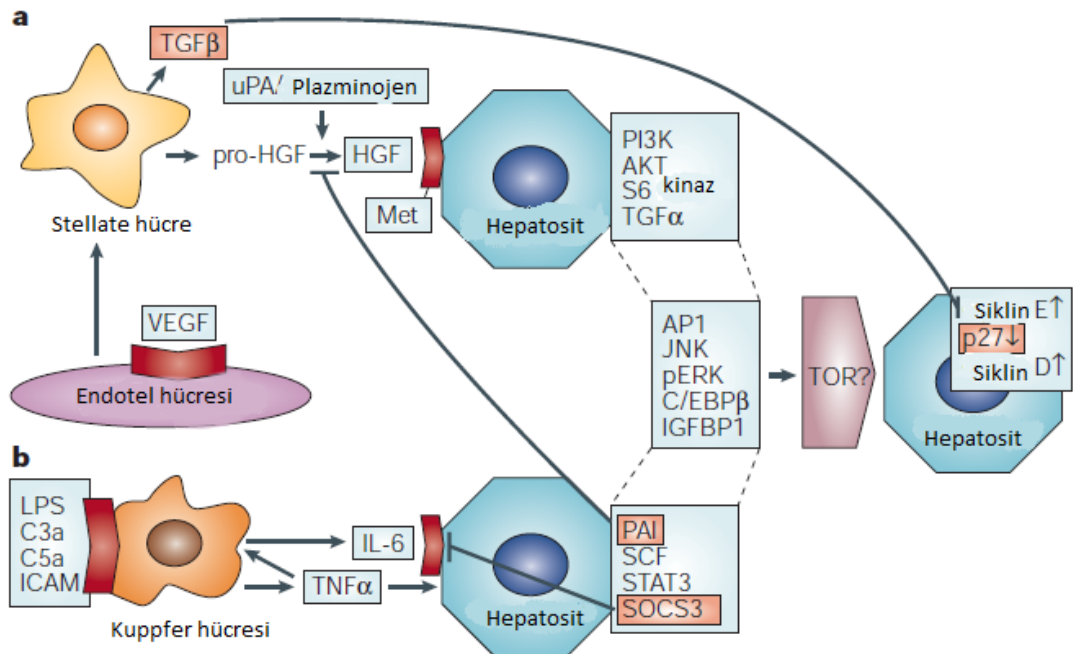 a
TGFβ
uPA/ Plazminojen
pro-HGF
HGF
Met
Hepatosit
PI3K
AKT
S6 kinaz
TGFα
Stellate hücre
VEGF
Endotel hücresi
AP1
JNK
pERK
C/EBPβ
IGFBP1
TOR?
Siklin E↑
p27↓
Siklin D↑
Hepatosit
b
LPS
C3a
C5a
ICAM
Kuppfer hücresi
IL-6
TNFα
Hepatosit
PAI
SCF
STAT3
SOCS3